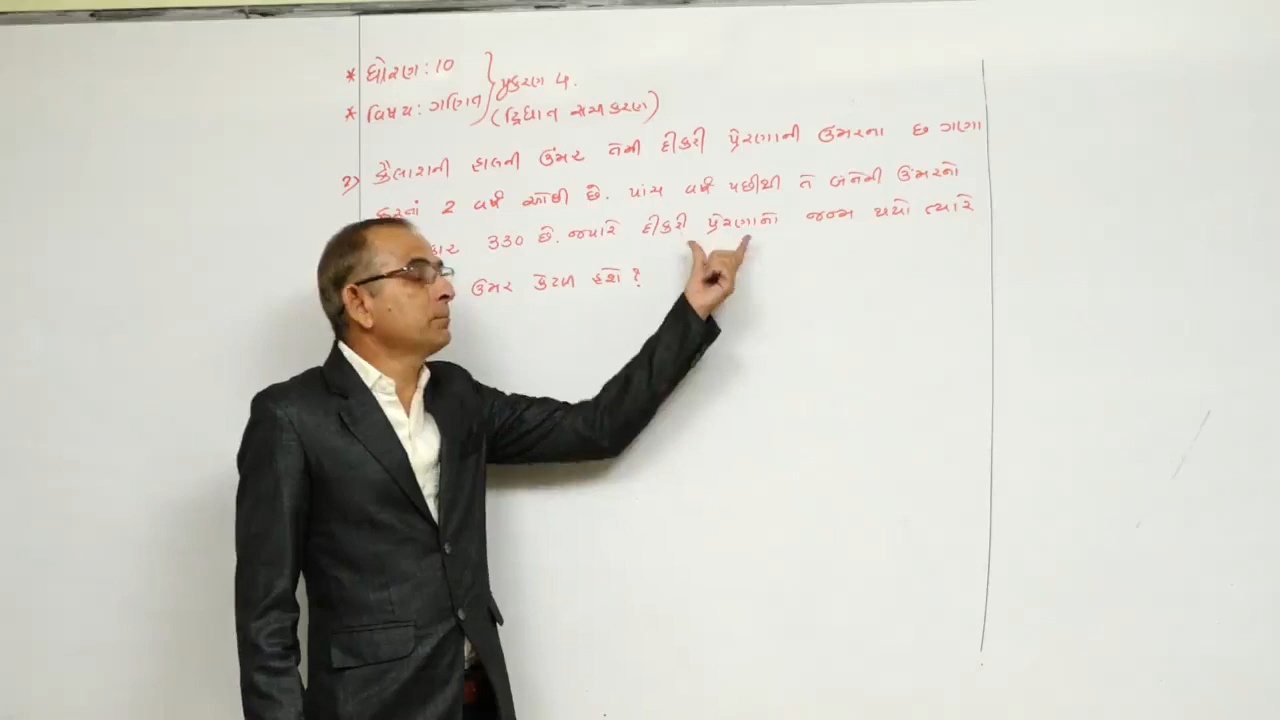 * ધોરણ : 10
* વિષય : ગણિત } પ્રકરણ 4.
(દ્વિઘાત સમીકરણ)
2) કૈલાશની હાલની ઉંમર તેની દીકરી પ્રેરણાની ઉંમરના છ ગણા
કરતાં 2 વર્ષ ઓછી છે. પાંચ વર્ષ પછીથી તે બંનેની ઉંમરનો
330 છે. જ્યારે દીકરી પ્રેરણાનો જન્મ થયો ત્યારે
ઉંમર કેટલી હશે ?